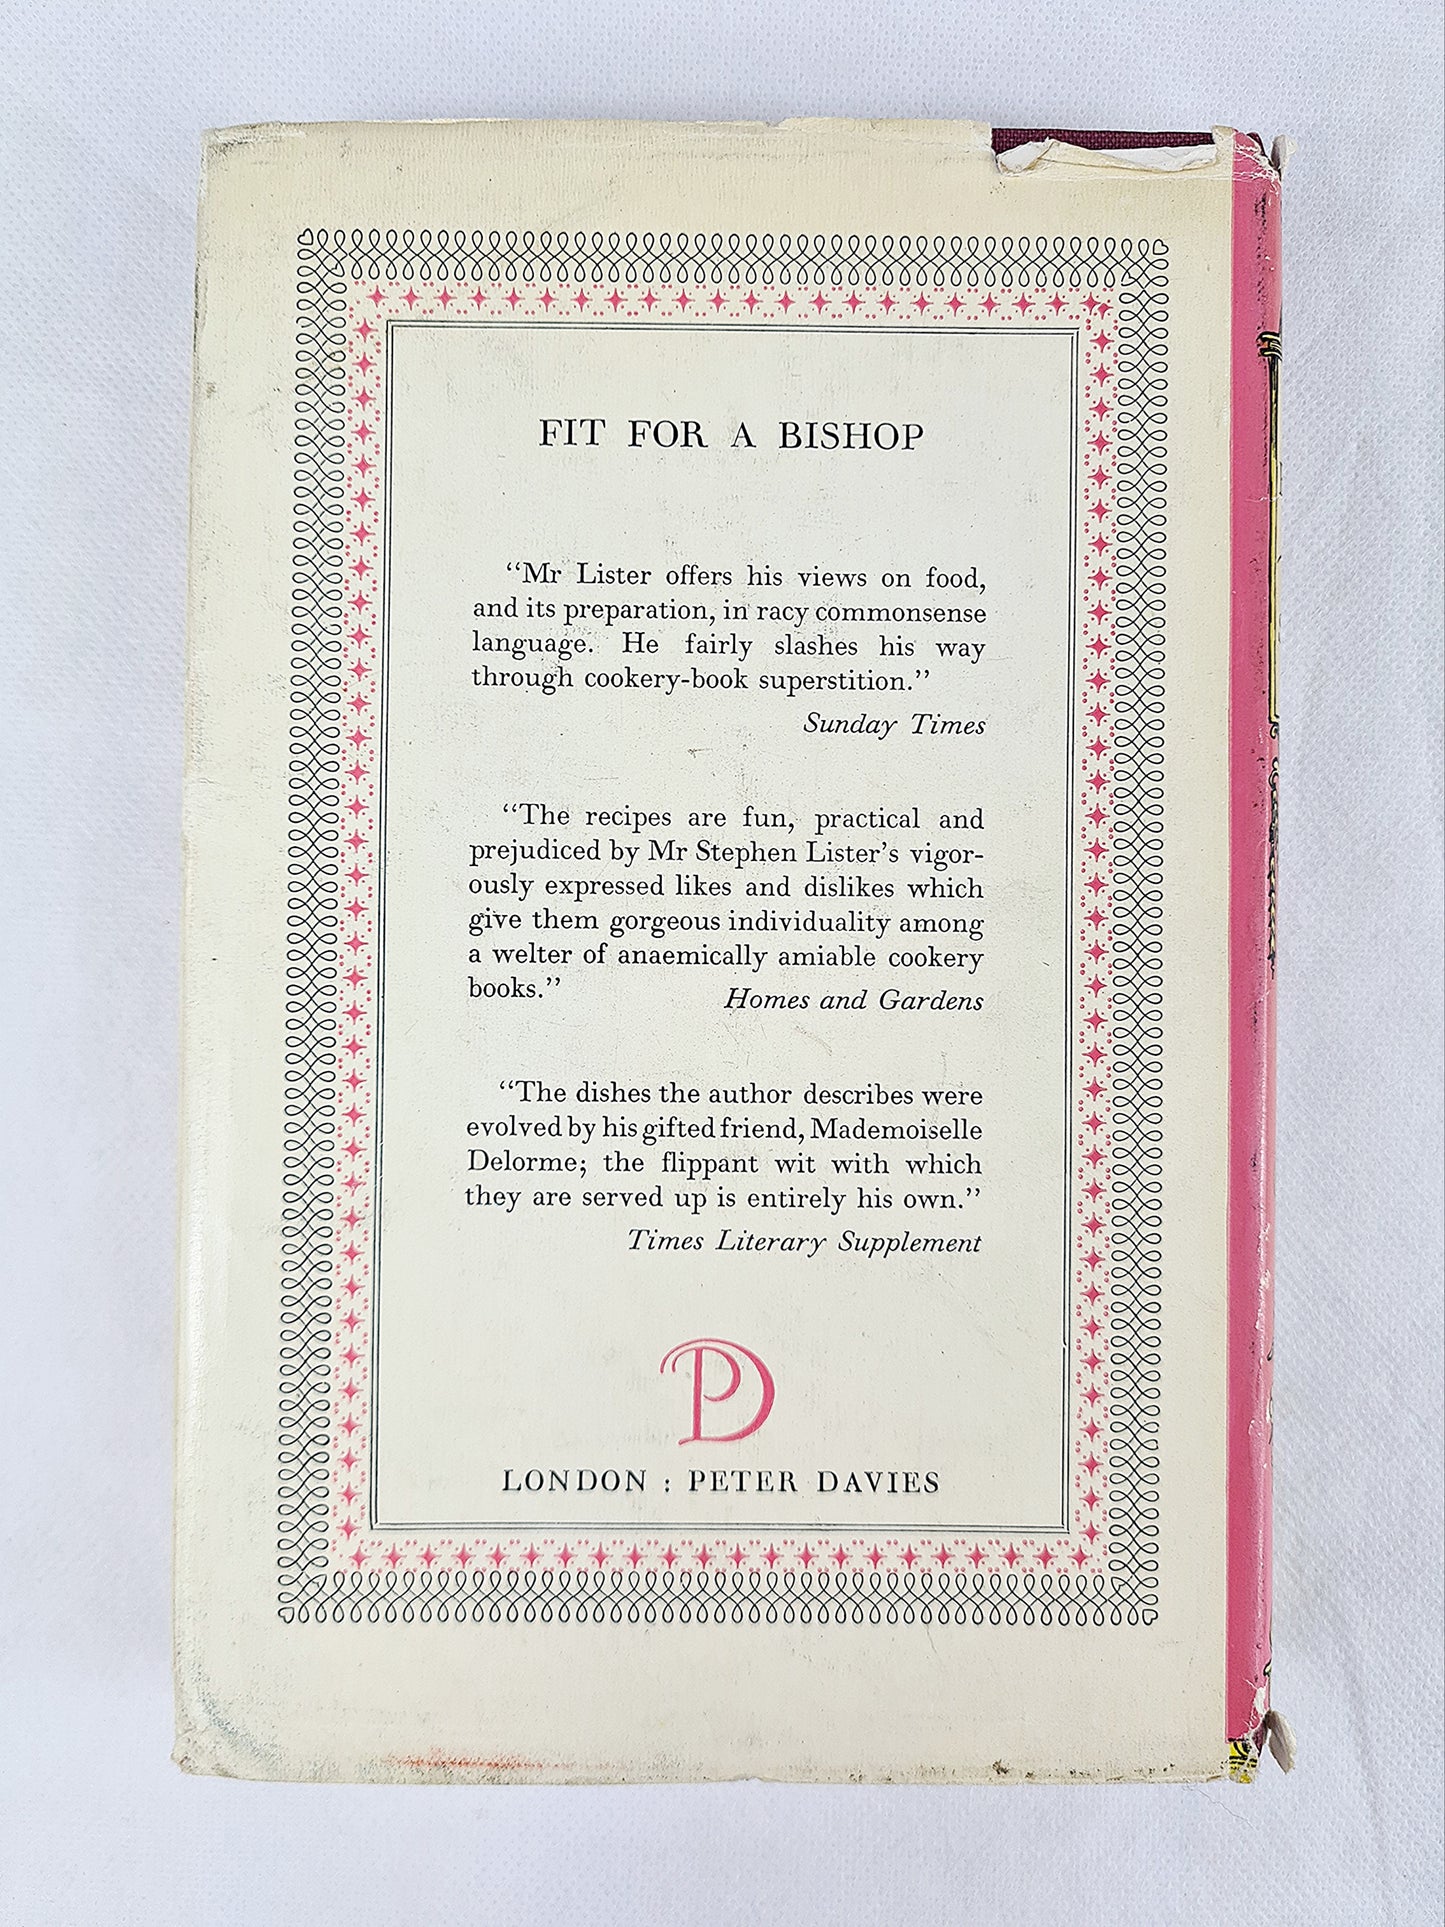 FIT FOR A BISHOP
“Mr Lister offers his views on food,
and its preparation, in racy commonsense
language. He fairly slashes his way
through cookery-book superstition.”
Sunday Times
“The recipes are fun, practical and
prejudiced by Mr Stephen Lister’s vigor-
ously expressed likes and dislikes which
give them gorgeous individuality among
a welter of anaemically amiable cookery
books.”
Homes and Gardens
“The dishes the author describes were
evolved by his gifted friend, Mademoiselle
Delorme; the flippant wit with which
they are served up is entirely his own.”
Times Literary Supplement
PD
LONDON : PETER DAVIES